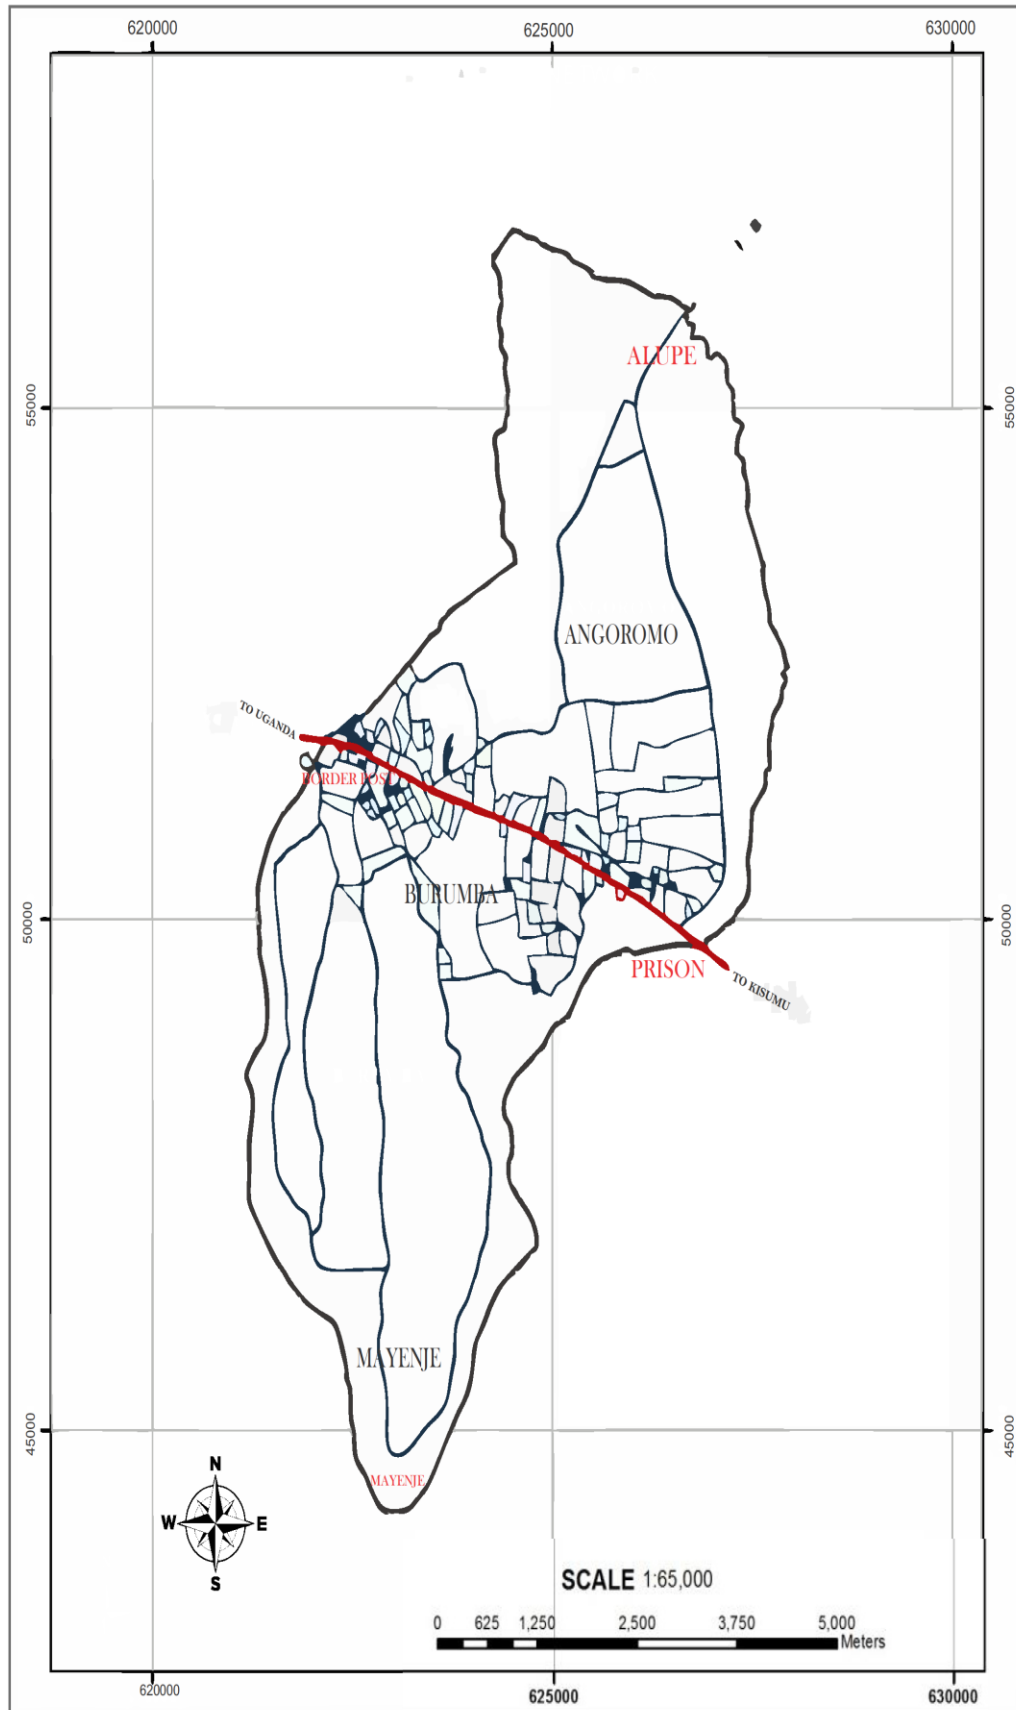 620000 625000 630000
ALUPE
55000 55000
ANGOROMO
TO UGANDA
BORDER POST
BURUMBA
50000 50000
PRISON
TO KISUMU
MAYENJE
45000 45000
MAYENJE
N
W E
S
SCALE 1:65,000
0 625 1,250 2,500 3,750 5,000
Meters
620000 625000 630000